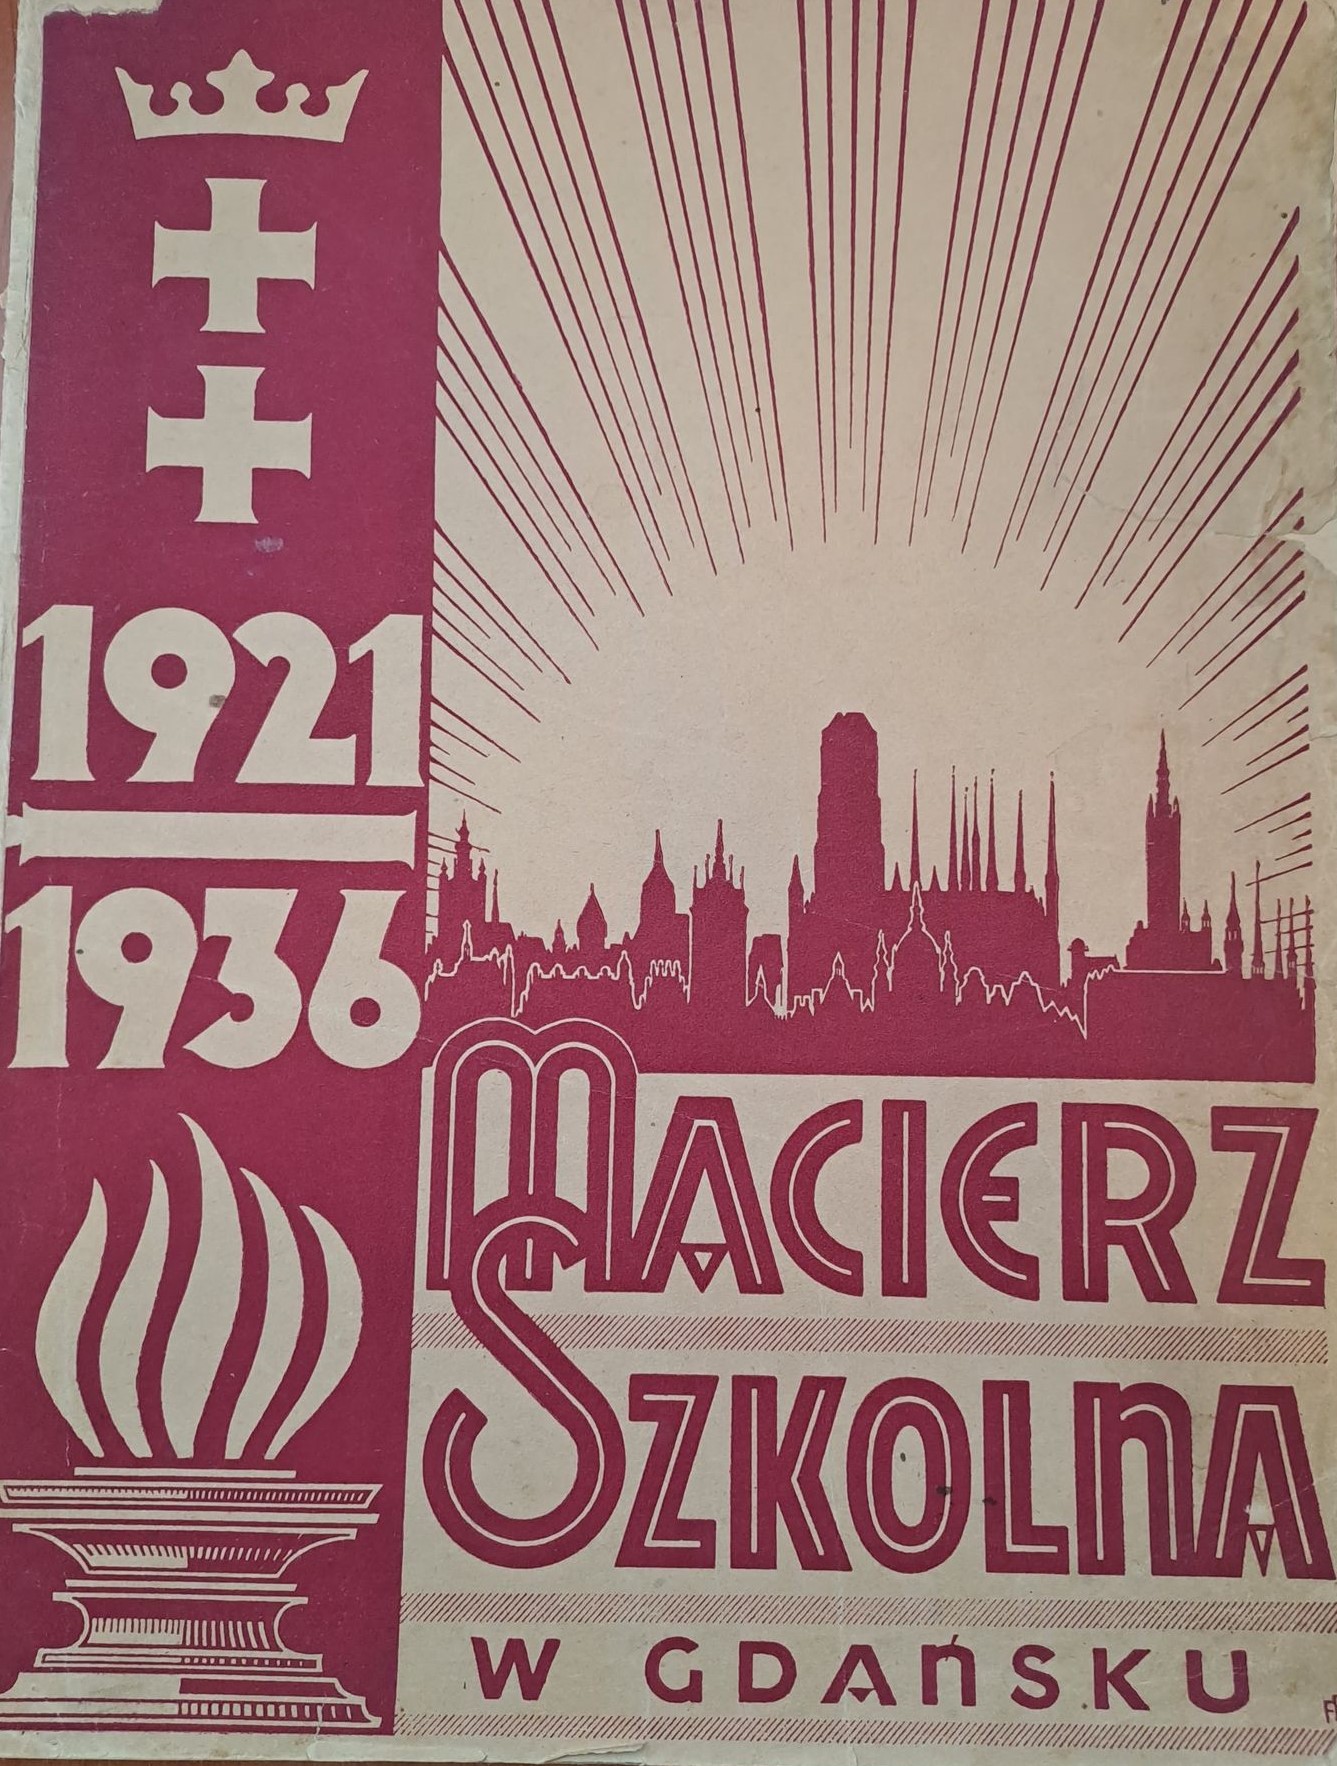 1921
1936
MACIERZ
SZKOLNA
W GDAŃSKU